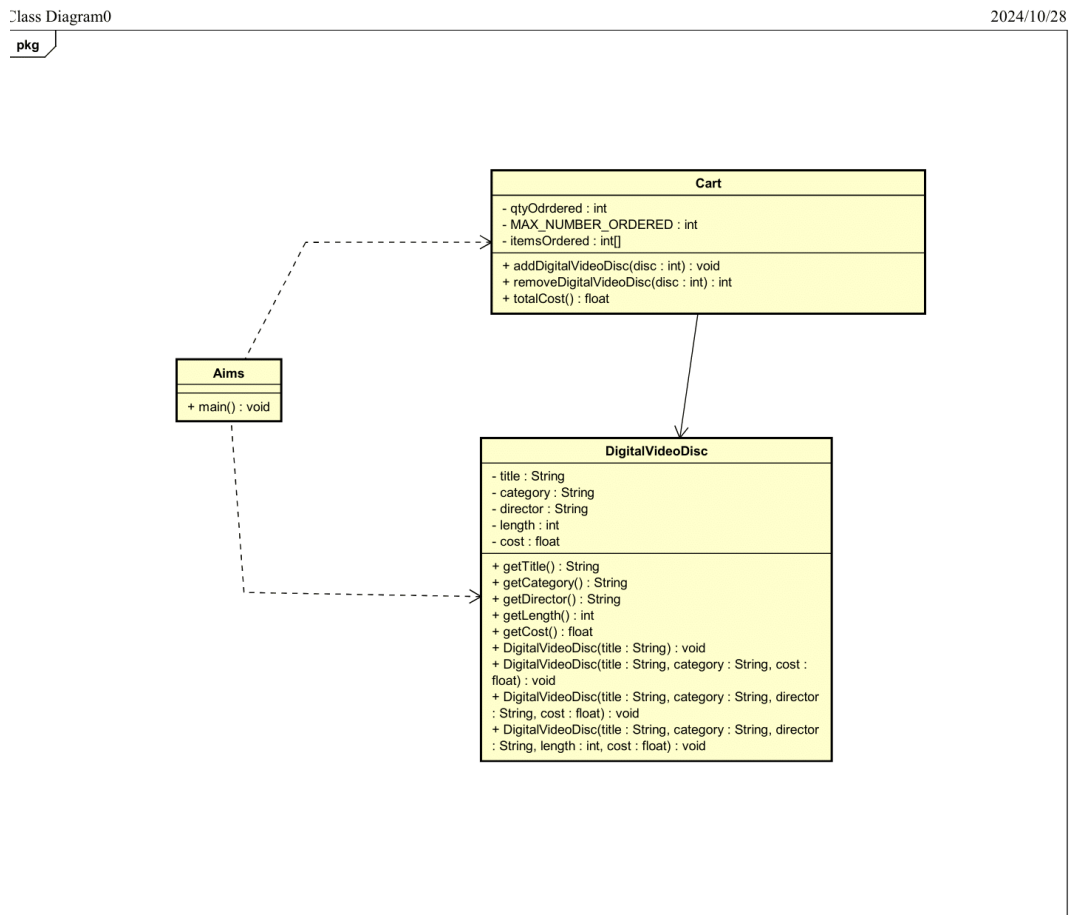 Class Diagram0
2024/10/28
pkg
Cart
- qtyOdrdered : int
- MAX_NUMBER_ORDERED : int
- itemsOrdered : int[]
+ addDigitalVideoDisc(disc : int) : void
+ removeDigitalVideoDisc(disc : int) : int
+ totalCost() : float
Aims
+ main() : void
DigitalVideoDisc
- title : String
- category : String
- director : String
- length : int
- cost : float
+ getTitle() : String
+ getCategory() : String
+ getDirector() : String
+ getLength() : int
+ getCost() : float
+ DigitalVideoDisc(title : String) : void
+ DigitalVideoDisc(title : String, category : String, cost :
float) : void
+ DigitalVideoDisc(title : String, category : String, director
: String, cost : float) : void
+ DigitalVideoDisc(title : String, category : String, director
: String, length : int, cost : float) : void